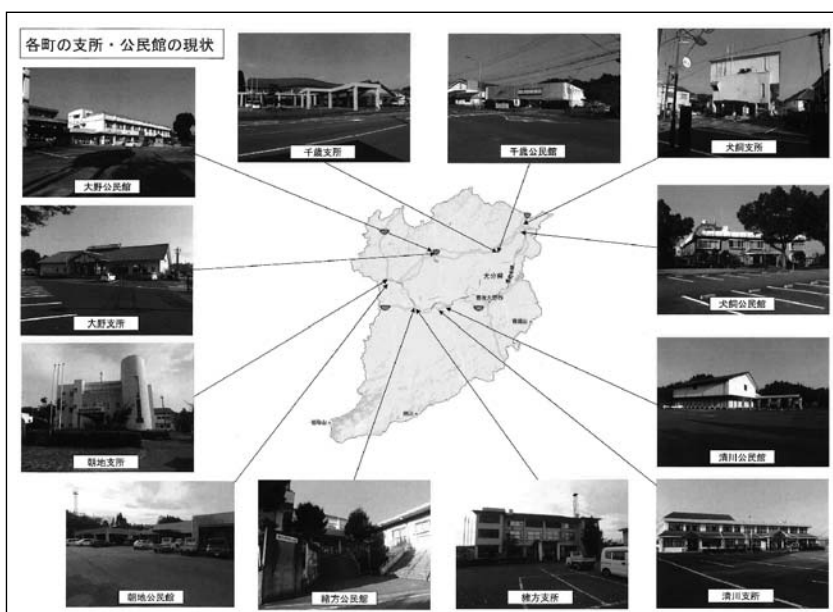 各町の支所・公民館の現状
千歳支所
千歳公民館
犬飼支所
大野公民館
犬飼公民館
大野支所
大分県
朝地支所
清川公民館
朝地公民館
緒方公民館
緒方支所
清川支所